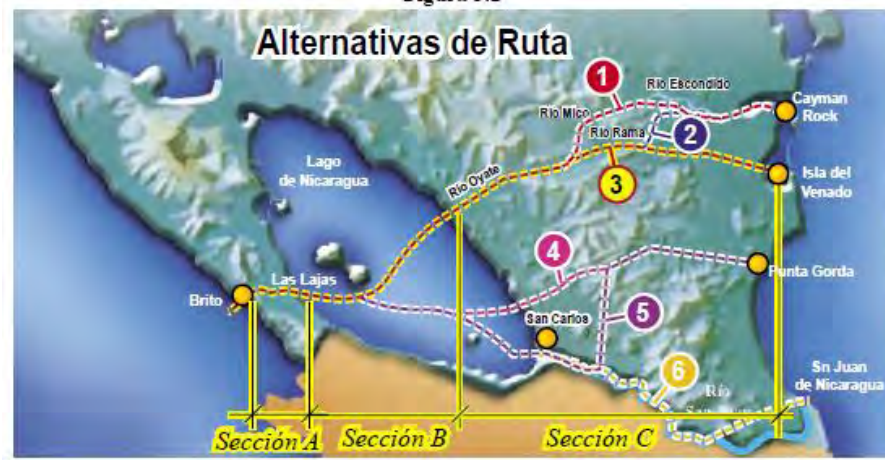 Alternativas de Ruta
1
Río Escondido
Río Mico
Cayman
Rock
Río Rama
2
Lago
de Nicaragua
3
Isla del
Venado
Río Oyate
4
Las Lajas
Punta Gorda
Brito
San Carlos
5
Sn Juan
de Nicaragua
6
Río
Sección A
Sección B
Sección C